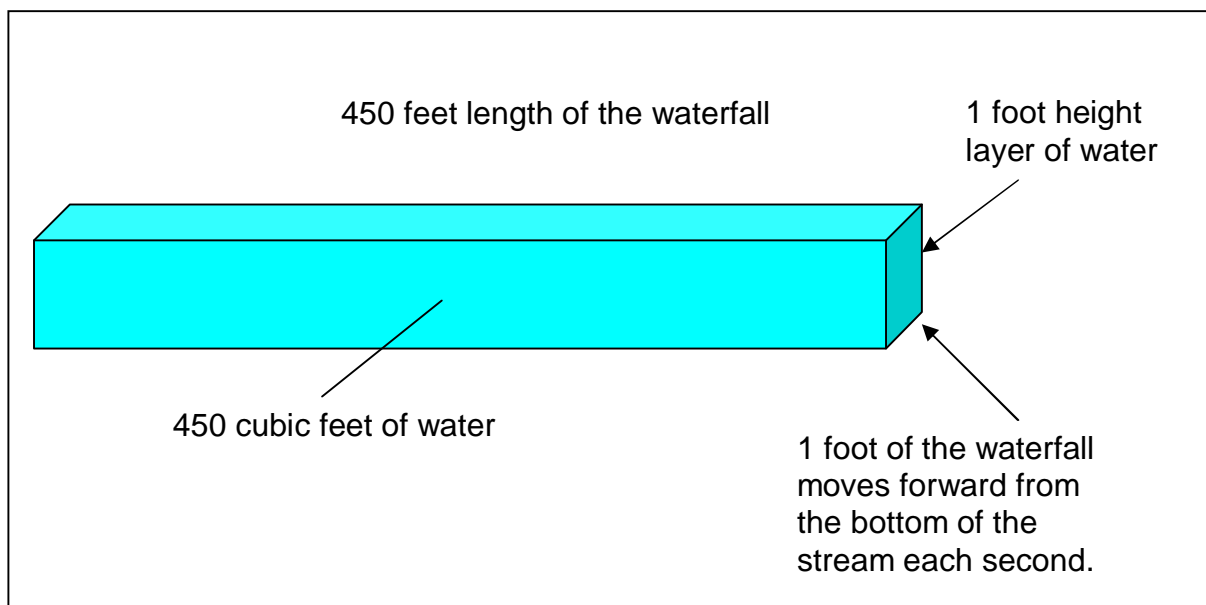 450 feet length of the waterfall
1 foot height
layer of water
450 cubic feet of water
1 foot of the waterfall
moves forward from
the bottom of the
stream each second.